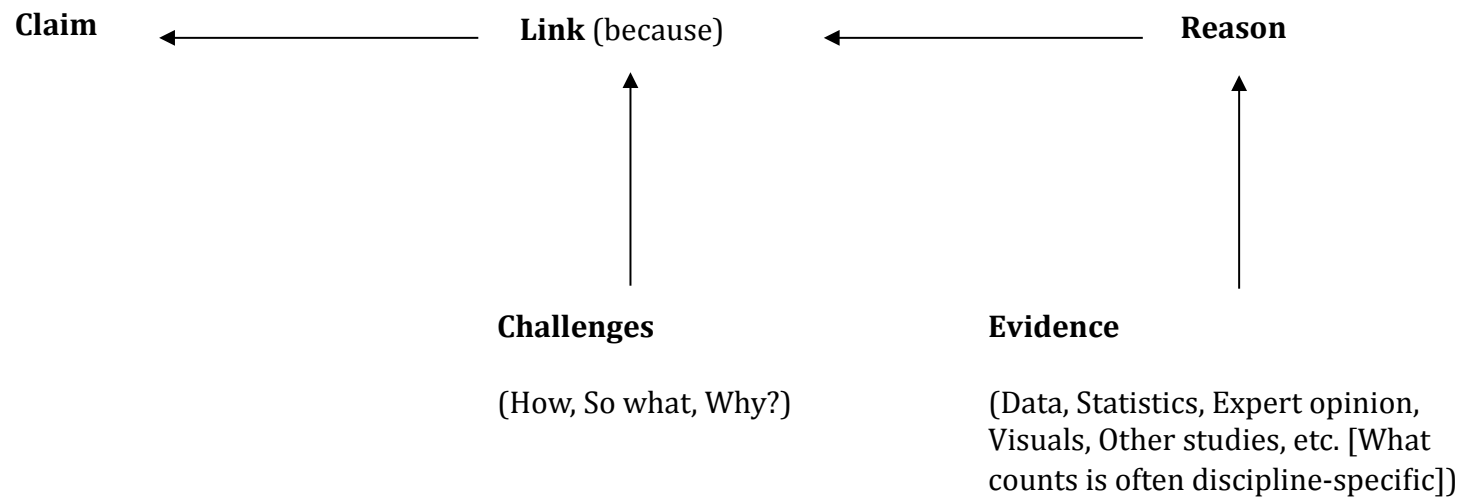 Claim
Link (because)
Reason
Challenges
(How, So what, Why?)
Evidence
(Data, Statistics, Expert opinion,
Visuals, Other studies, etc. [What
counts is often discipline-specific])